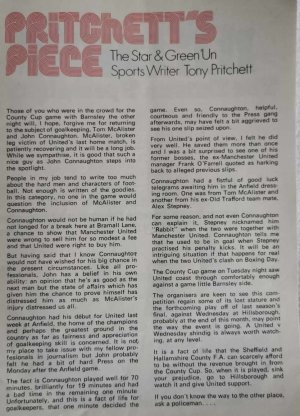 PRITCHETT'S
PIECE
The Star & Green'Un
Sports Writer Tony Pritchett
Those of you who were in the crowd for the
County Cup game with Barnsley the other
night will, I hope, forgive me for returning
to the subject of goalkeeping, Tom McAlister
and John Connaughton. McAlister, broken
leg victim of United's last home match, is
patiently recovering and it will be a long job.
While we sympathise, it is good that such a
nice guy as John Connaughton steps into
the spotlight.
People in my job tend to write too much
about the hard men and characters of foot-
ball. Not enough is written of the goodies.
In this category, no one in the game would
question the inclusion of McAlister and
Connaughton.
Connaughton would not be human if he had
not longed for a break here at Bramall Lane,
a chance to show that Manchester United
were wrong to sell him for so modest a fee
and that United were right to buy him.
But having said that I know Connaughton
would not have wished for his big chance in
the present circumstances. Like all pro-
fessionals, John has a belief in his own
ability; an opinion that he's as good as the
next man but the state of affairs which has
given him the chance to prove himself has
distressed him as much as McAlister's
injury distressed us all.
Connaughton had his début for United last
week at Anfield, the home of the champions
and perhaps the greatest ground in the
country as far as future a appreciation
of goalkeeping skill is concerned. It is not
my place to take issue with my fellow pro-
fessionals in journalism but John probably
felt he had a bit of hard Press on the
Monday after the Anfield game.
The fact is Connaughton played well for 70
minutes, brilliantly for 19 minutes and had
a bad time in the remaining one minute.
Unfortunately, and this is a fact of life for
goalkeepers, that one minute decided the
game. Even so, Connaughton, helpful,
courteous and friendly to the Press gang
afterwards, may have felt a bit aggrieved to
see his one slip seized upon.
From United's point of view, I felt he did
very well. He saved them more than once
and I was a bit surprised to see one of his
former bosses, the ex-Manchester United
manager Frank O'Farrell quoted as harking
back to alleged previous slips.
Connaughton had a fistful of good luck
telegrams awaiting him in the Anfield dress-
ing room. One was from Tom McAlister and
another from his ex-Old Trafford team mate,
Alex Stepney.
For some reason, and not even Connaughton
can explain it, Stepney nicknamed him
"Rabbit" when the two were together with
Manchester United. Connaughton tells me
that he used to be in goal when Stepney
practised his penalty kicks. It will be an
intriguing situation if that happens for real
when the two United's clash on Boxing Day.
The County Cup game on Tuesday night saw
United coast through comfortably enough
against a game little Barnsley side.
The organisers are keen to see this com-
petition regain some of its lost stature and
the forthcoming play off of last season's
final, against Wednesday at Hillsborough,
probably at the end of this month, may point
the way the event is going. A United v
Wednesday dindig is always worth watch-
ing, at any level.
It is a fact of life that the Sheffield and
Hallamshire County F.A. can scarcely afford
to be without the revenue brought in from
the County Cup. So when it is played, sink
your prejudice, go to Hillsborough and
yell and give United support.
If you don't know the way to the other place,
ask a policeman...